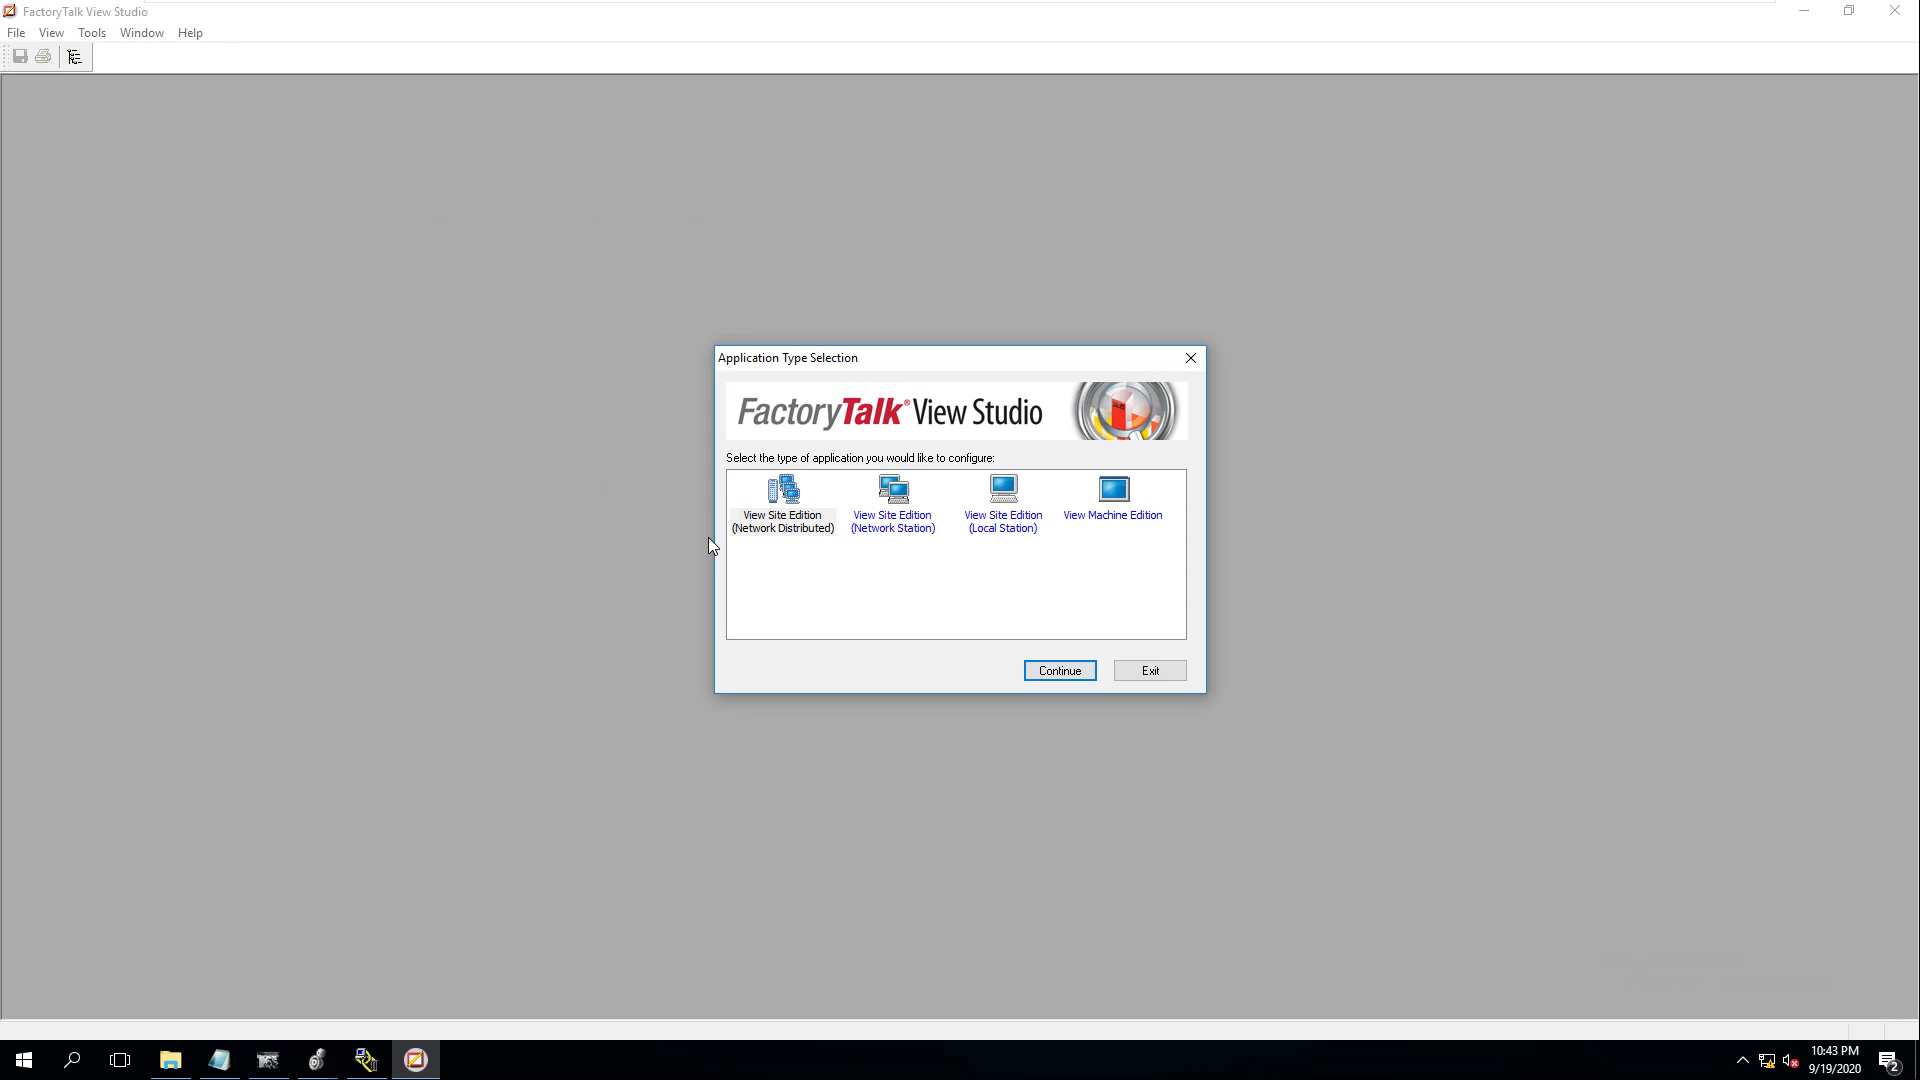 FactoryTalk View Studio
File View Tools Window Help
Application Type Selection
FactoryTalk® View Studio
Select the type of application you would like to configure:
View Site Edition
(Network Distributed)
View Site Edition
(Network Station)
View Site Edition
(Local Station)
View Machine Edition
Continue
Exit
10:43 PM
9/19/2020
2